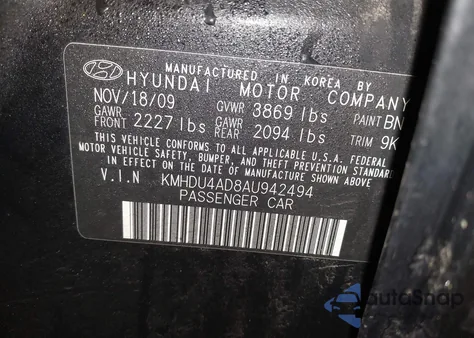 MANUFACTURED IN KOREA BY
HYUNDAI MOTOR COMPANY
NOV/18/09 GVWR 3869 lbs PAINT BN
GAWR FRONT 2227 lbs GAWR REAR 2094 lbs TRIM 9K
THIS VEHICLE CONFORMS TO ALL APPLICABLE U.S.A. FEDERAL
MOTOR VEHICLE SAFETY, BUMPER, AND THEFT PREVENTION STANDARDS
IN EFFECT ON THE DATE OF MANUFACTURE SHOWN ABOVE.
V.I.N KMHDU4AD8AU942494
PASSENGER CAR
AutoSnap